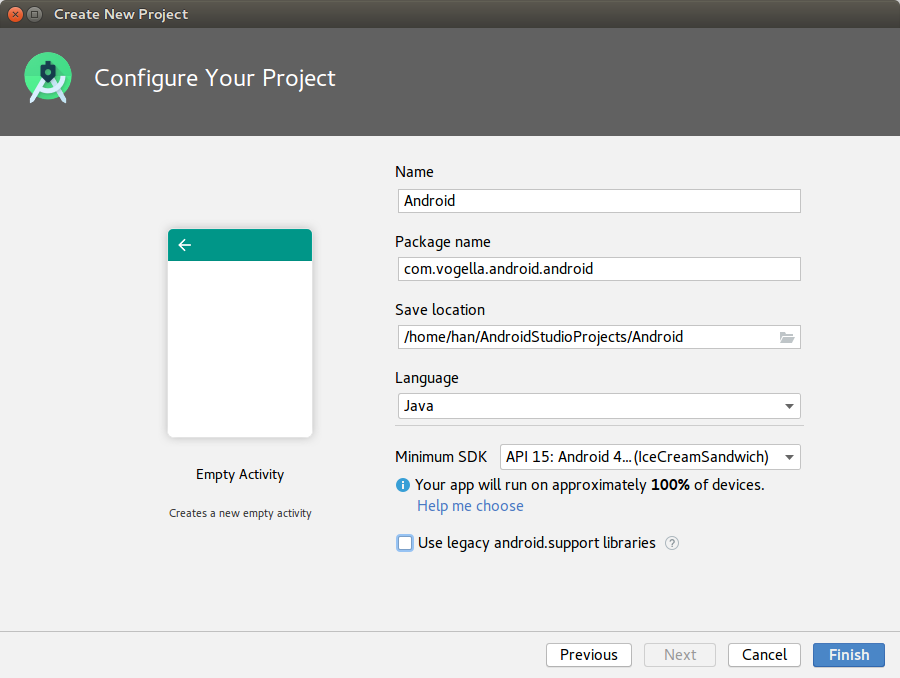 Create New Project
Configure Your Project
Name
Android
Package name
com.vogella.android.android
Save location
/home/han/AndroidStudioProjects/Android
Language
Java
Minimum SDK API 15: Android 4...(IceCreamSandwich)
Your app will run on approximately 100% of devices.
Help me choose
Use legacy android.support libraries ?
Empty Activity
Creates a new empty activity
Previous Next Cancel Finish